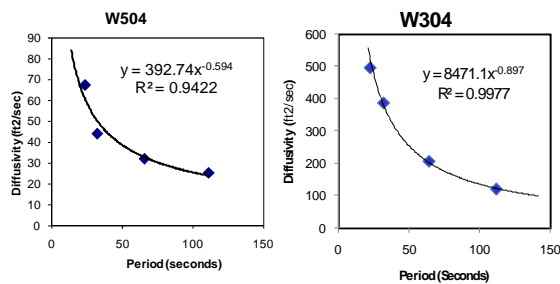 W504
90
80
70
60
50
40
30
20
10
0
Diffusivity (ft2/sec)
y = 392.74x-0.594
R² = 0.9422
0 50 100 150
Period (seconds)
W304
600
500
400
300
200
100
0
Diffusivity (ft2/sec)
y = 8471.1x-0.897
R² = 0.9977
0 50 100 150
Period (Seconds)